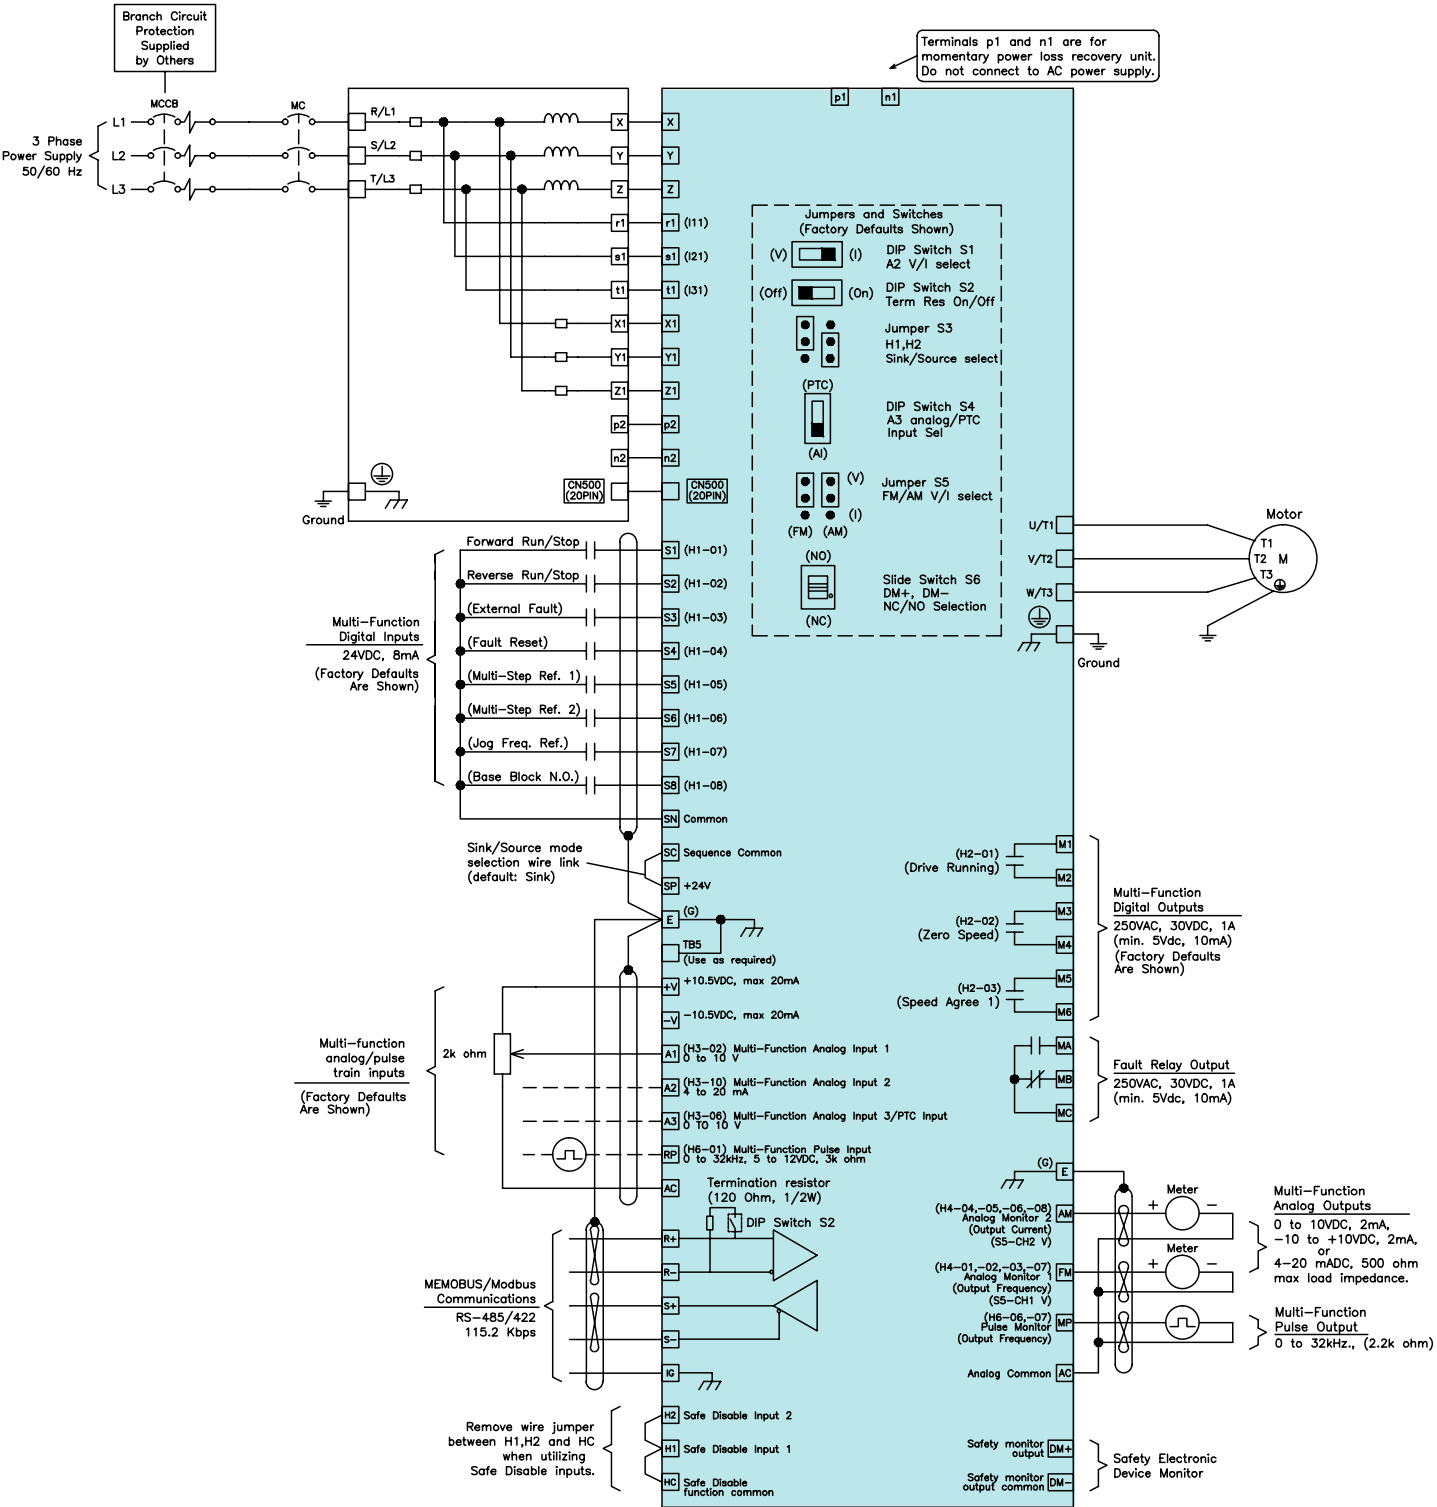 Branch Circuit
Protection
Supplied
by Others
Terminals p1 and n1 are for
momentary power loss recovery unit.
Do not connect to AC power supply.
p1
n1
MCCB
MC
3 Phase
Power Supply
50/60 Hz
L1
L2
L3
R/L1
S/L2
T/L3
X
X
Y
Y
Z
Z
r1
r1 (I11)
s1
s1 (I21)
t1
t1 (I31)
X1
X1
Y1
Y1
Z1
Z1
p2
p2
n2
n2
CN500
(20PIN)
CN500
(20PIN)
Ground
Jumpers and Switches
(Factory Defaults Shown)
(V)
(I)
DIP Switch S1
A2 V/I select
(Off)
(On)
DIP Switch S2
Term Res On/Off
Jumper S3
H1,H2
Sink/Source select
(PTC)
(AI)
DIP Switch S4
A3 analog/PTC
Input Sel
(V)
(I)
(FM)
(AM)
Jumper S5
FM/AM V/I select
(NO)
(NC)
Slide Switch S6
DM+, DM-
NC/NO Selection
U/T1
V/T2
W/T3
Motor
T1
T2
M
T3
Ground
Multi-Function
Digital Inputs
24VDC, 8mA
(Factory Defaults
Are Shown)
Forward Run/Stop
S1 (H1-01)
Reverse Run/Stop
S2 (H1-02)
(External Fault)
S3 (H1-03)
(Fault Reset)
S4 (H1-04)
(Multi-Step Ref. 1)
S5 (H1-05)
(Multi-Step Ref. 2)
S6 (H1-06)
(Jog Freq. Ref.)
S7 (H1-07)
(Base Block N.O.)
S8 (H1-08)
SN Common
Sink/Source mode
selection wire link
(default: Sink)
SC Sequence Common
SP +24V
E (G)
TB5
(Use as required)
Multi-function
analog/pulse
train inputs
(Factory Defaults
Are Shown)
2k ohm
+V +10.5VDC, max 20mA
-V -10.5VDC, max 20mA
A1 (H3-02) Multi-Function Analog Input 1
0 to 10 V
A2 (H3-10) Multi-Function Analog Input 2
4 to 20 mA
A3 (H3-06) Multi-Function Analog Input 3/PTC Input
0 TO 10 V
RP (H6-01) Multi-Function Pulse Input
0 to 32kHz, 5 to 12VDC, 3k ohm
AC
Termination resistor
(120 Ohm, 1/2W)
DIP Switch S2
MEMOBUS/Modbus
Communications
RS-485/422
115.2 Kbps
R+
R-
S+
S-
IG
Remove wire jumper
between H1,H2 and HC
when utilizing
Safe Disable inputs.
H2 Safe Disable Input 2
H1 Safe Disable Input 1
HC Safe Disable
function common
(H2-01)
(Drive Running)
M1
M2
(H2-02)
(Zero Speed)
M3
M4
(H2-03)
(Speed Agree 1)
M5
M6
Multi-Function
Digital Outputs
250VAC, 30VDC, 1A
(min. 5Vdc, 10mA)
(Factory Defaults
Are Shown)
MA
MB
MC
Fault Relay Output
250VAC, 30VDC, 1A
(min. 5Vdc, 10mA)
(G) E
(H4-04,-05,-06,-08)
Analog Monitor 2
(Output Current)
(S5-CH2 V)
AM
+ Meter -
(H4-01,-02,-03,-07)
Analog Monitor 1
(Output Frequency)
(S5-CH1 V)
FM
+ Meter -
(H6-06,-07)
Pulse Monitor
(Output Frequency)
MP
Analog Common AC
Multi-Function
Analog Outputs
0 to 10VDC, 2mA,
-10 to +10VDC, 2mA,
or
4-20 mADC, 500 ohm
max load impedance.
Multi-Function
Pulse Output
0 to 32kHz., (2.2k ohm)
Safety monitor
output
DM+
Safety monitor
output common
DM-
Safety Electronic
Device Monitor